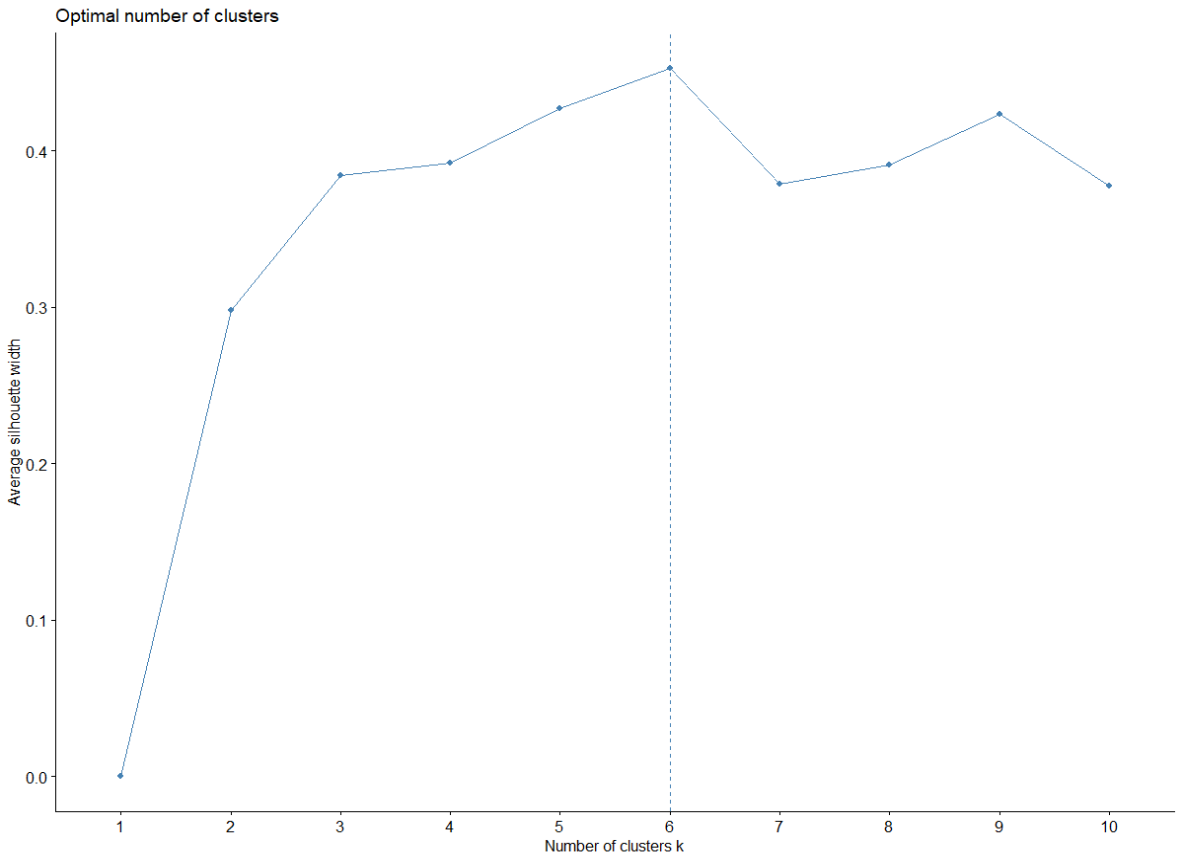 Optimal number of clusters
Average silhouette width
0.4
0.3
0.2
0.1
0.0
1 2 3 4 5 6 7 8 9 10
Number of clusters k